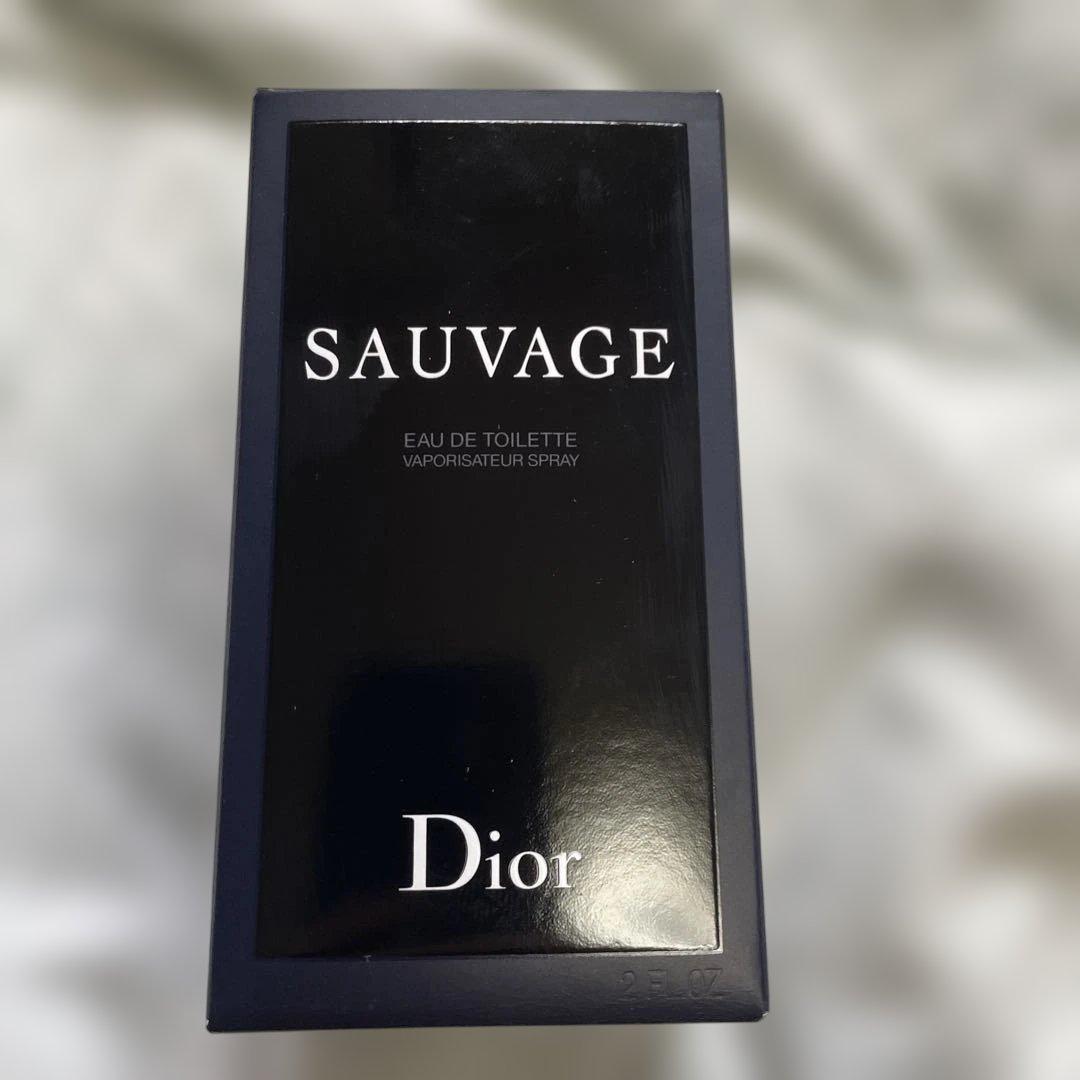 SAUVAGE
EAU DE TOILETTE
VAPORISATEUR SPRAY
Dior
2 FL. OZ